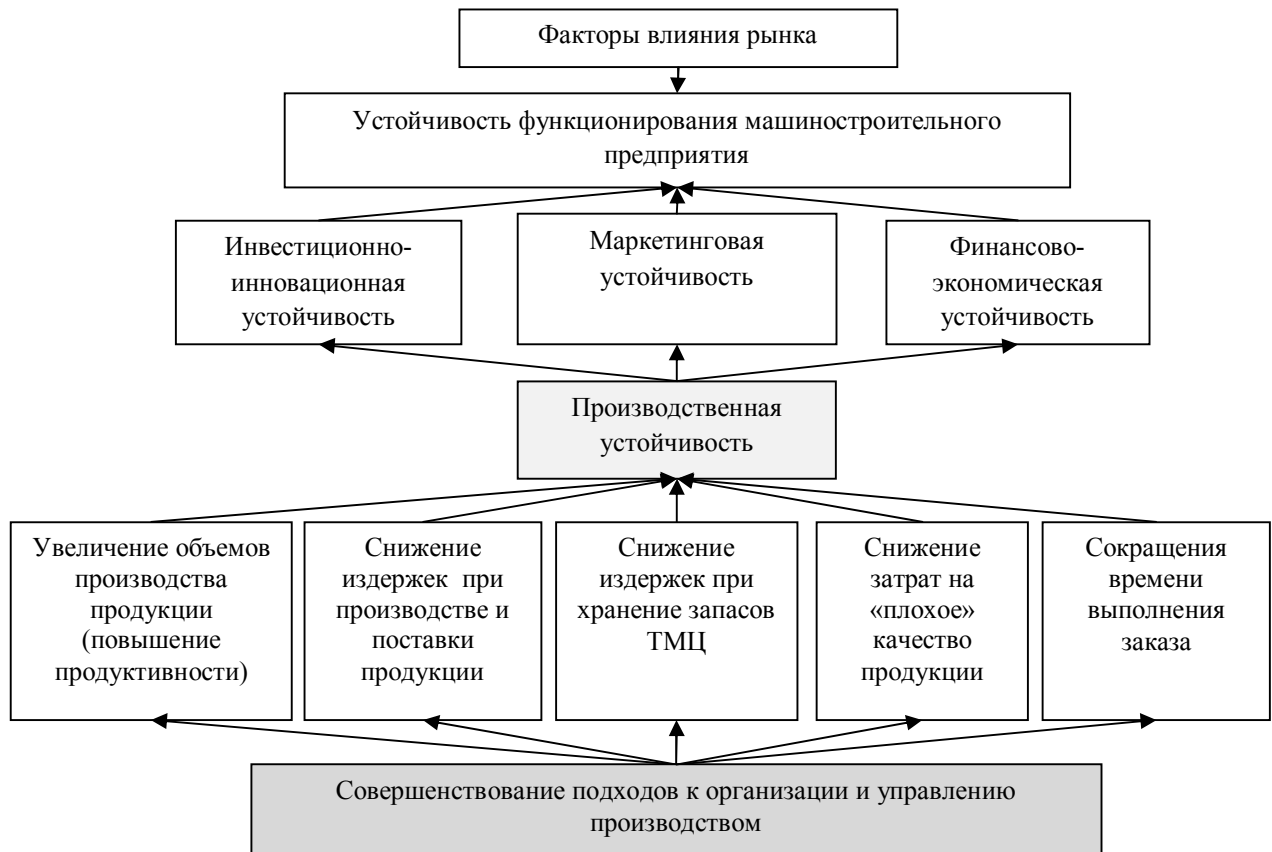 Факторы влияния рынка
Устойчивость функционирования машиностроительного
предприятия
Инвестиционно-
инновационная
устойчивость
Маркетинговая
устойчивость
Финансово-
экономическая
устойчивость
Производственная
устойчивость
Увеличение объемов
производства
продукции
(повышение
продуктивности)
Снижение
издержек при
производстве и
поставки
продукции
Снижение
издержек при
хранение запасов
ТМЦ
Снижение
затрат на
«плохое»
качество
продукции
Сокращения
времени
выполнения
заказа
Совершенствование подходов к организации и управлению
производством